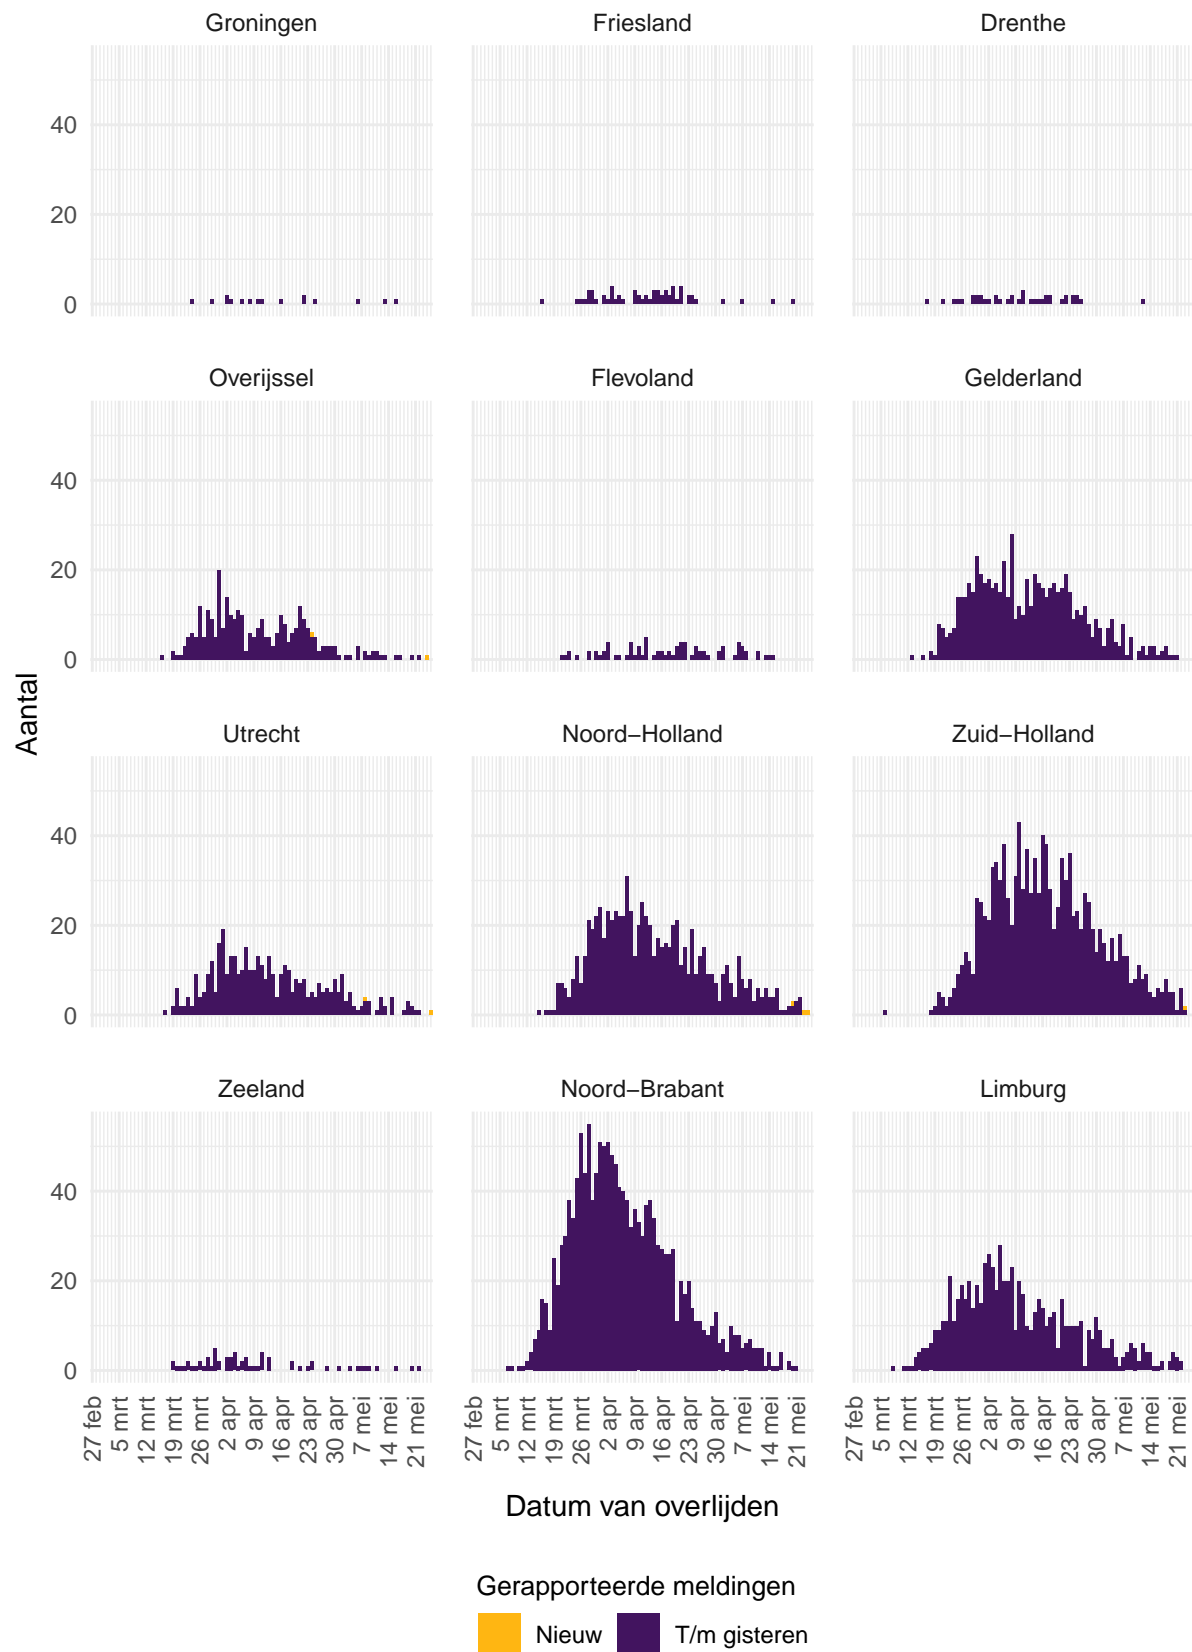 Groningen Friesland Drenthe
40
20
0
Overijssel Flevoland Gelderland
40
20
0
Aantal
Utrecht Noord−Holland Zuid−Holland
40
20
0
Zeeland Noord−Brabant Limburg
40
20
0
27 feb 5 mrt 12 mrt 19 mrt 26 mrt 2 apr 9 apr 16 apr 23 apr 30 apr 7 mei 14 mei 21 mei 27 feb 5 mrt 12 mrt 19 mrt 26 mrt 2 apr 9 apr 16 apr 23 apr 30 apr 7 mei 14 mei 21 mei 27 feb 5 mrt 12 mrt 19 mrt 26 mrt 2 apr 9 apr 16 apr 23 apr 30 apr 7 mei 14 mei 21 mei
Datum van overlijden
Gerapporteerde meldingen
Nieuw T/m gisteren